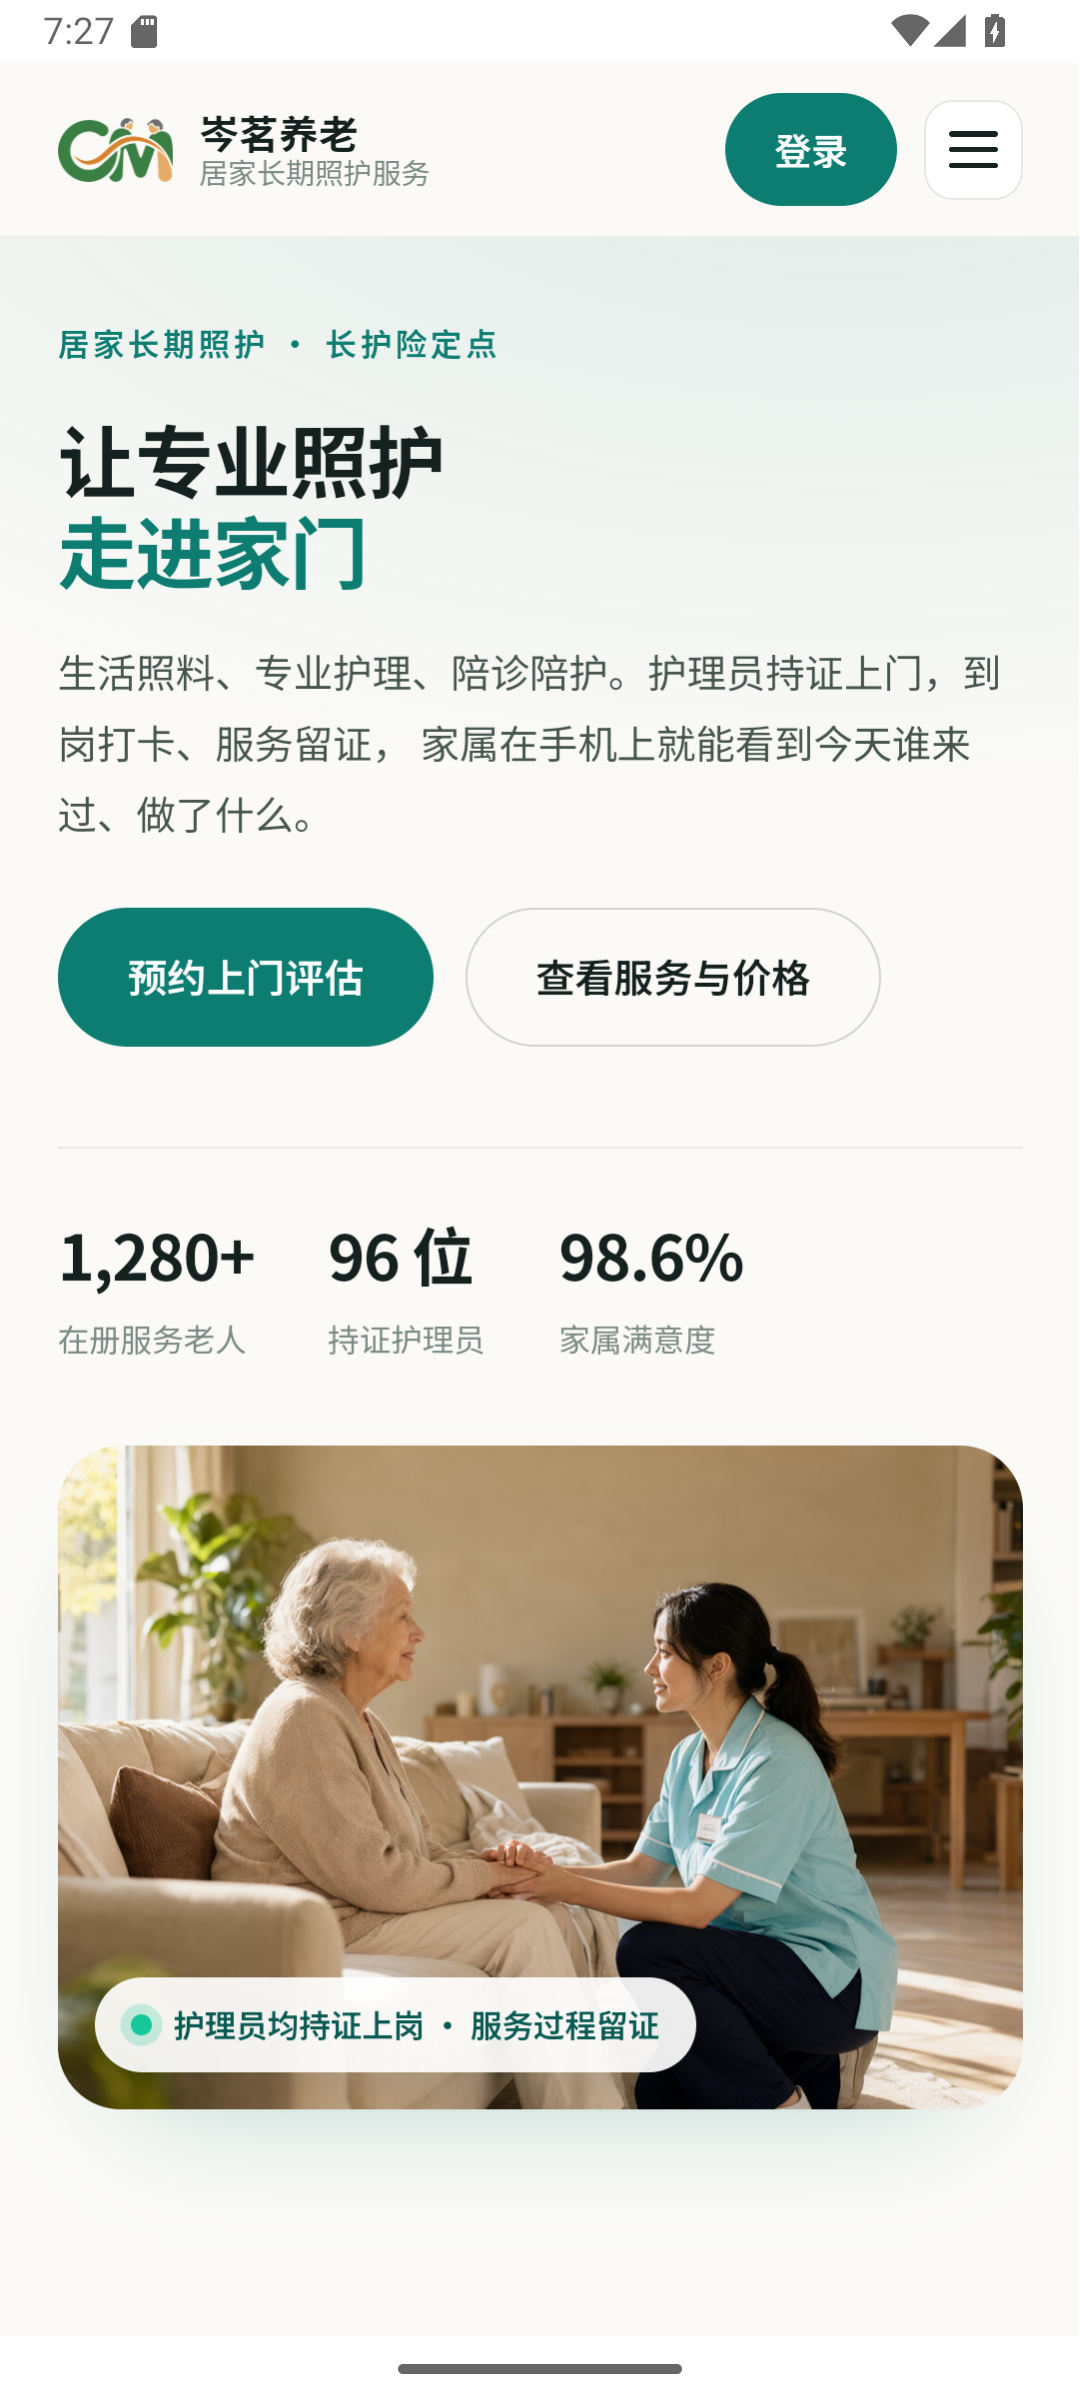 7:27
CM
岑茗养老
居家长期照护服务
登录
居家长期照护 · 长护险定点
让专业照护
走进家门
生活照料、专业护理、陪诊陪护。护理员持证上门，到
岗打卡、服务留证， 家属在手机上就能看到今天谁来
过、做了什么。
预约上门评估
查看服务与价格
1,280+
96 位
98.6%
在册服务老人
持证护理员
家属满意度
护理员均持证上岗 · 服务过程留证